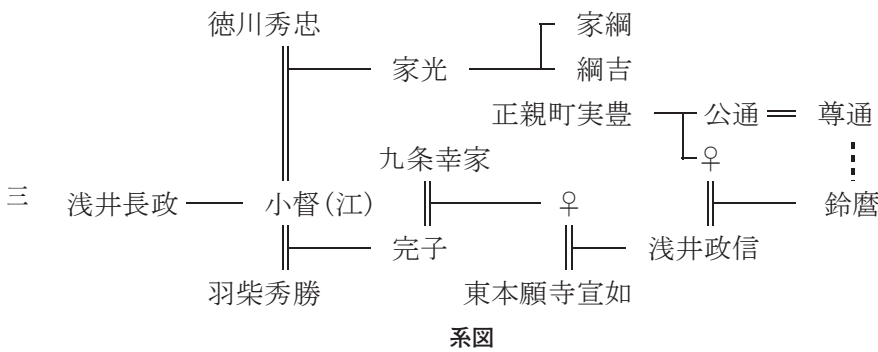 徳川秀忠
家綱
家光
綱吉
正親町実豊
公通
尊通
九条幸家
♀
三
浅井長政
小督(江)
♀
鈴麿
完子
浅井政信
羽柴秀勝
東本願寺宣如
系図